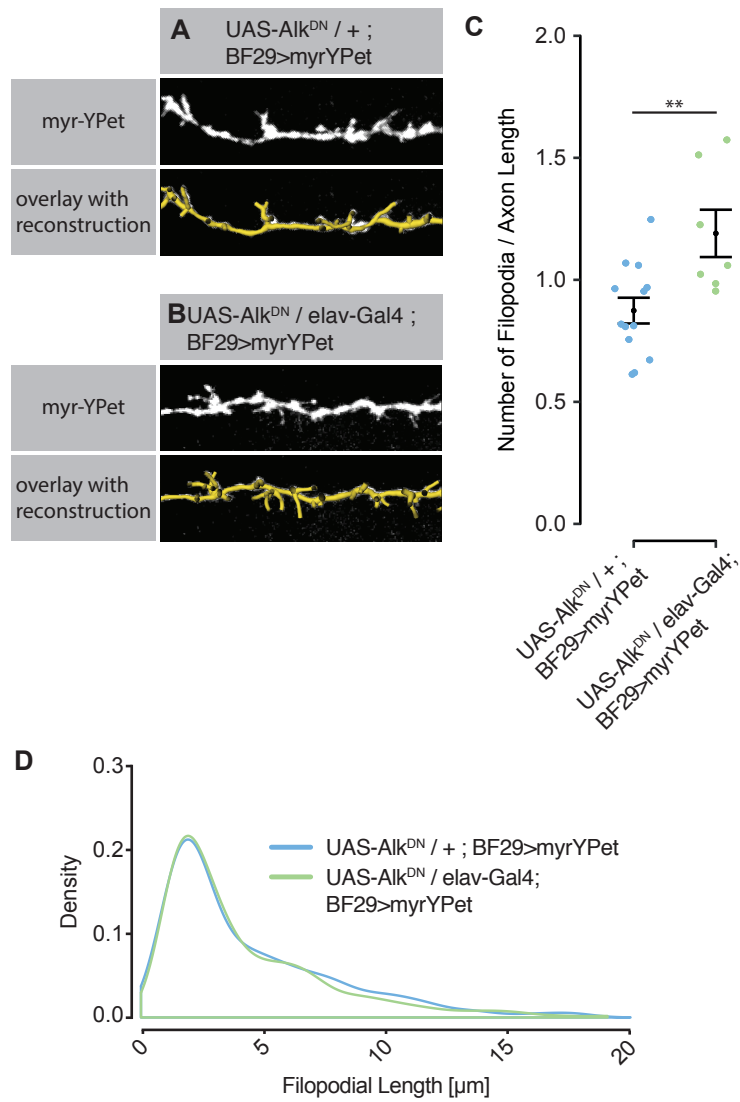 A
UAS-Alk^DN / + ;
BF29>myrYPet
myr-YPet
overlay with
reconstruction
B
UAS-Alk^DN / elav-Gal4 ;
BF29>myrYPet
myr-YPet
overlay with
reconstruction
C
Number of Filopodia / Axon Length
2.0
1.5
1.0
0.5
0.0
**
UAS-Alk^DN / + ;
BF29>myrYPet
UAS-Alk^DN / elav-Gal4;
BF29>myrYPet
D
Density
0.3
0.2
0.1
0.0
UAS-Alk^DN / + ; BF29>myrYPet
UAS-Alk^DN / elav-Gal4;
BF29>myrYPet
0 5 10 15 20
Filopodial Length [µm]